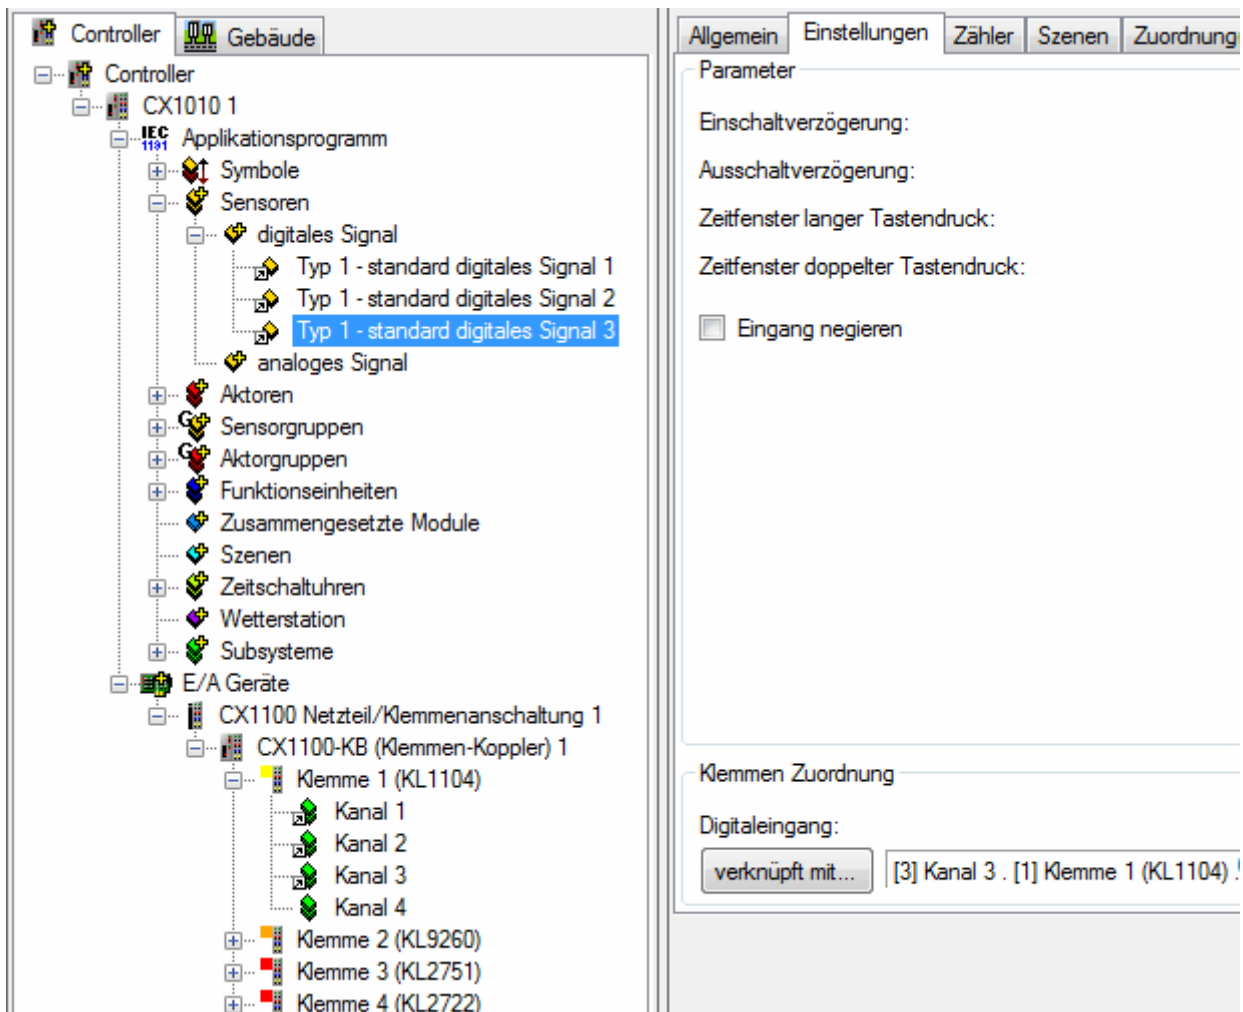 Controller
Gebäude
Controller
CX1010 1
IEC
1131
Applikationsprogramm
Symbole
Sensoren
digitales Signal
Typ 1 - standard digitales Signal 1
Typ 1 - standard digitales Signal 2
Typ 1 - standard digitales Signal 3
analoges Signal
Aktoren
G
Sensorgruppen
G
Aktorgruppen
Funktionseinheiten
Zusammengesetzte Module
Szenen
Zeitschaltuhren
Wetterstation
Subsysteme
E/A Geräte
CX1100 Netzteil/Klemmenanschaltung 1
CX1100-KB (Klemmen-Koppler) 1
Klemme 1 (KL1104)
Kanal 1
Kanal 2
Kanal 3
Kanal 4
Klemme 2 (KL9260)
Klemme 3 (KL2751)
Klemme 4 (KL2722)
Allgemein
Einstellungen
Zähler
Szenen
Zuordnung
Parameter
Einschaltverzögerung:
Ausschaltverzögerung:
Zeitfenster langer Tastendruck:
Zeitfenster doppelter Tastendruck:
Eingang negieren
Klemmen Zuordnung
Digitaleingang:
verknüpft mit...
[3] Kanal 3 . [1] Klemme 1 (KL1104) .